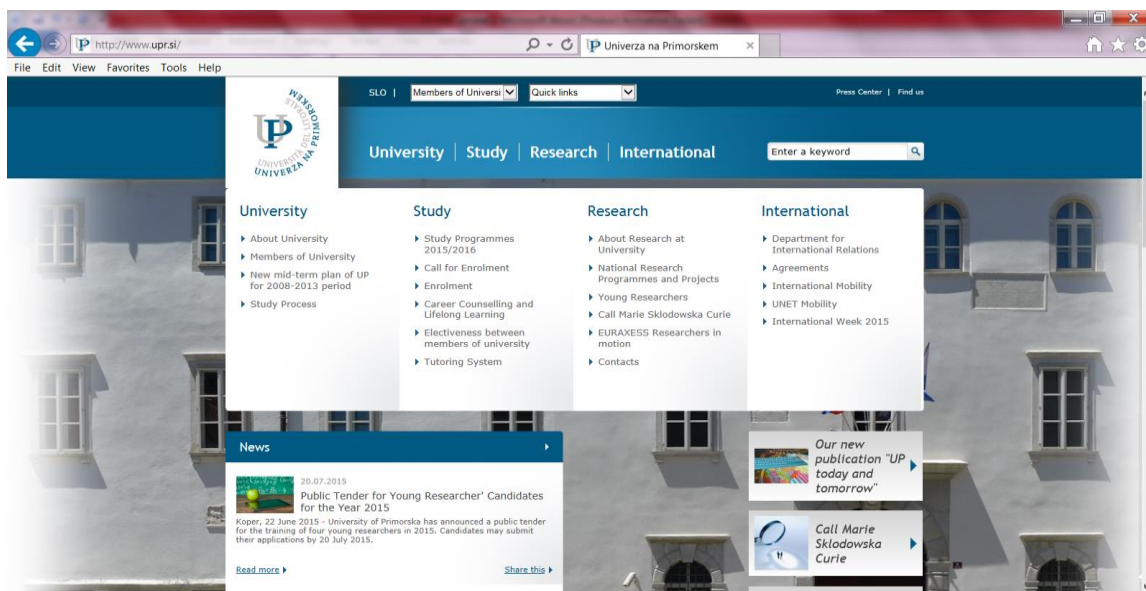 http://www.upr.si/
Univerza na Primorskem
File Edit View Favorites Tools Help
UNIVERZA NA PRIMORSKEM
UNIVERSITÀ DEL LITORALE
UP
SLO | Members of Universi Quick links Press Center | Find us
University | Study | Research | International
Enter a keyword
University
About University
Members of University
New mid-term plan of UP
for 2008-2013 period
Study Process
Study
Study Programmes
2015/2016
Call for Enrolment
Enrolment
Career Counselling and
Lifelong Learning
Electiveness between
members of university
Tutoring System
Research
About Research at
University
National Research
Programmes and Projects
Young Researchers
Call Marie Sklodowska Curie
EURAXESS Researchers in
motion
Contacts
International
Department for
International Relations
Agreements
International Mobility
UNET Mobility
International Week 2015
News
20.07.2015
Public Tender for Young Researcher' Candidates
for the Year 2015
Koper, 22 June 2015 - University of Primorska has announced a public tender
for the training of four young researchers in 2015. Candidates may submit
their applications by 20 July 2015.
Read more Share this
Our new
publication "UP
today and
tomorrow"
Call Marie
Sklodowska
Curie